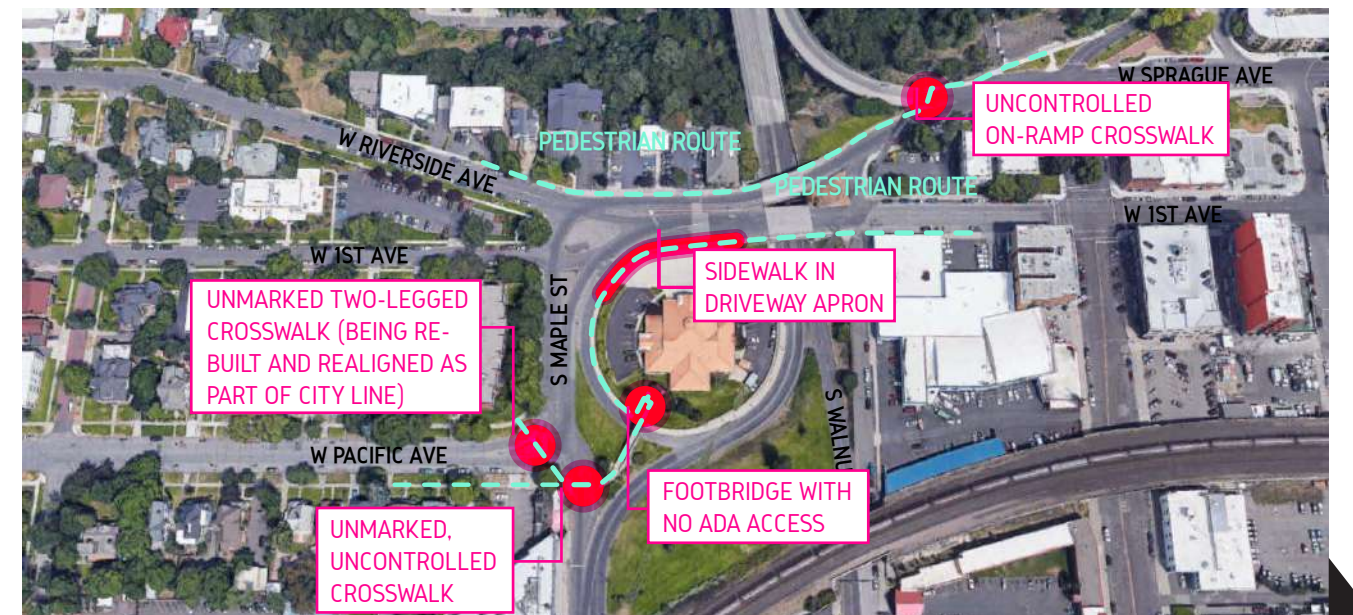 W SPRAGUE AVE
UNCONTROLLED
ON-RAMP CROSSWALK
PEDESTRIAN ROUTE
W RIVERSIDE AVE
PEDESTRIAN ROUTE
W 1ST AVE
W 1ST AVE
SIDEWALK IN
DRIVEWAY APRON
UNMARKED TWO-LEGGED
CROSSWALK (BEING RE-
BUILT AND REALIGNED AS
PART OF CITY LINE)
S MAPLE ST
S WALNU
W PACIFIC AVE
FOOTBRIDGE WITH
NO ADA ACCESS
UNMARKED,
UNCONTROLLED
CROSSWALK